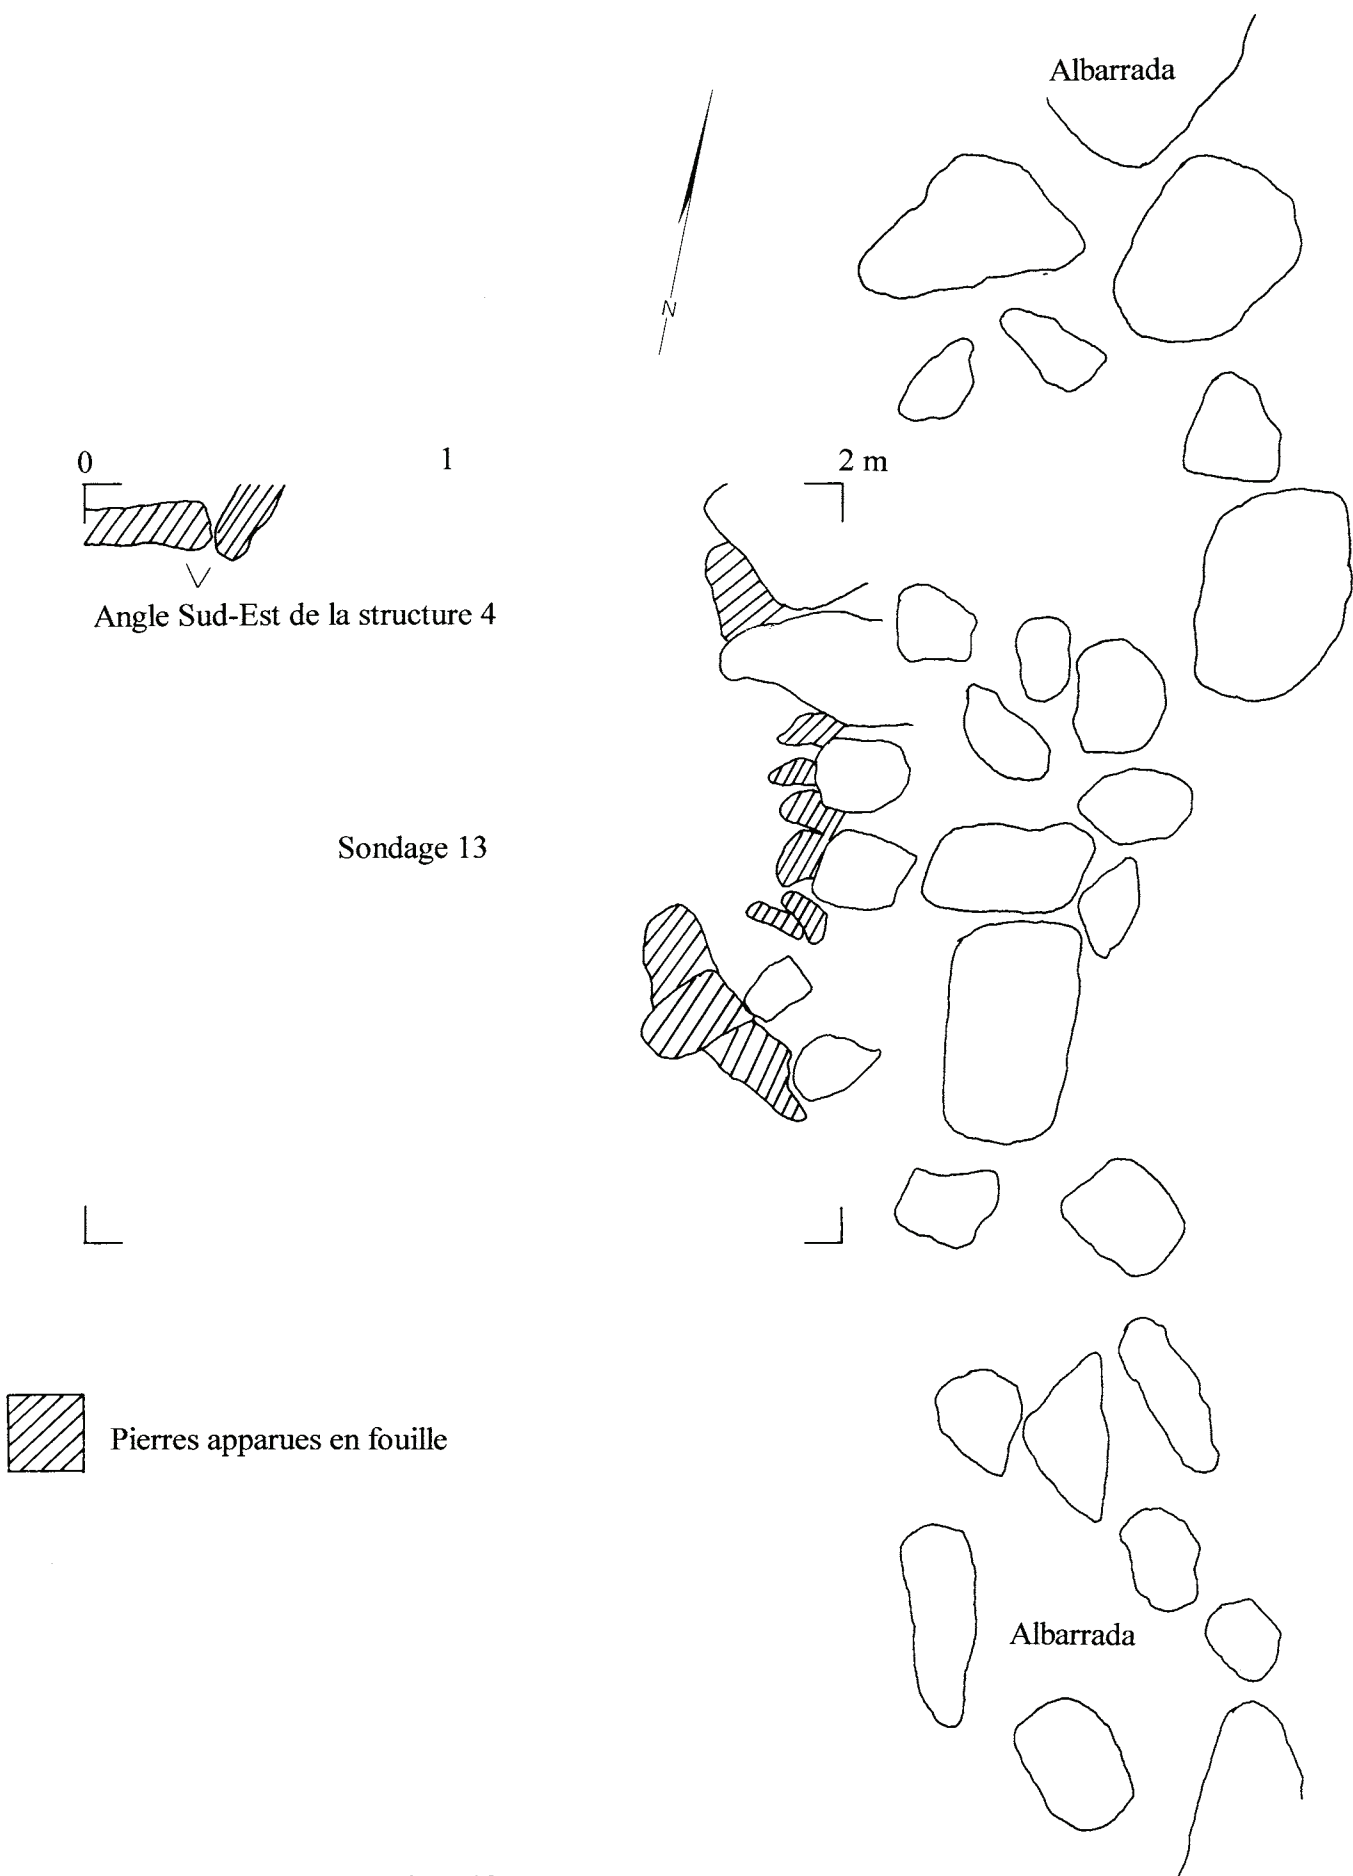 Albarrada
N
0 1 2 m
Angle Sud-Est de la structure 4
Sondage 13
Pierres apparues en fouille
Albarrada